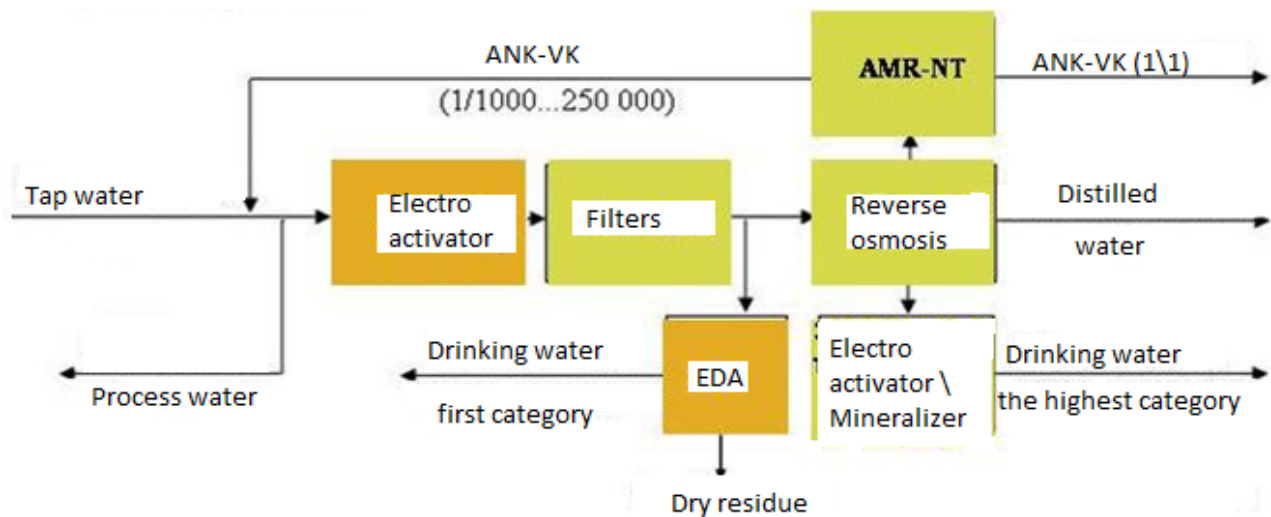 ANK-VK
(1/1000...250 000)
AMR-NT
ANK-VK (1\1)
Tap water
Electro
activator
Filters
Reverse
osmosis
Distilled
water
Process water
Drinking water
first category
EDA
Electro
activator \
Mineralizer
Drinking water
the highest category
Dry residue